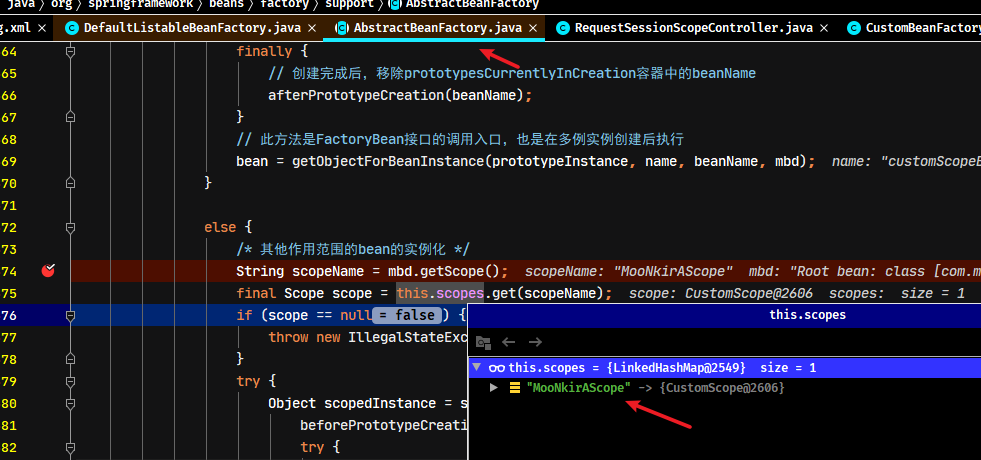 java › org › springframework › beans › factory › support › AbstractBeanFactory
g.xml × DefaultListableBeanFactory.java × AbstractBeanFactory.java × RequestSessionScopeController.java × CustomBeanFactory
64 finally {
65 // 创建完成后，移除prototypesCurrentlyInCreation容器中的beanName
66 afterPrototypeCreation(beanName);
67 }
68 // 此方法是FactoryBean接口的调用入口，也是在多例实例创建后执行
69 bean = getObjectForBeanInstance(prototypeInstance, name, beanName, mbd); name: "customScopeB
70 }
71
72 else {
73 /* 其他作用范围的bean的实例化 */
74 String scopeName = mbd.getScope(); scopeName: "MooNkirAScope" mbd: "Root bean: class [com.m
75 final Scope scope = this.scopes.get(scopeName); scope: CustomScope@2606 scopes: size = 1
76 if (scope == null = false ) {
this.scopes
77 throw new IllegalStateExc
78 }
this.scopes = {LinkedHashMap@2549} size = 1
79 try {
"MooNkirAScope" -> {CustomScope@2606}
80 Object scopedInstance = s
81 beforePrototypeCreati
82 try {